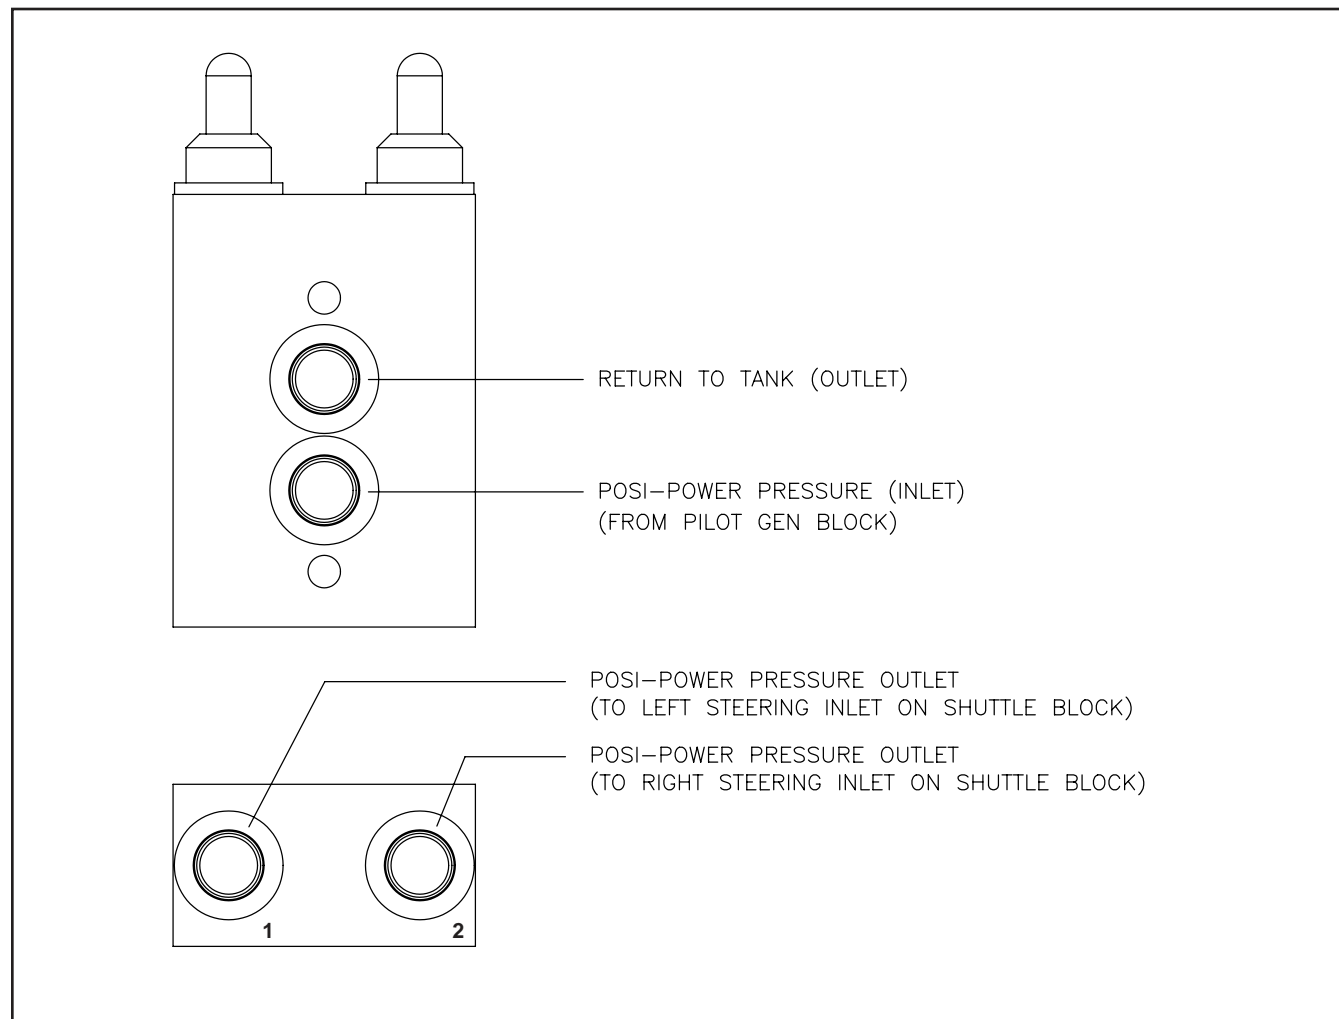 RETURN TO TANK (OUTLET)
POSI-POWER PRESSURE (INLET)
(FROM PILOT GEN BLOCK)
POSI-POWER PRESSURE OUTLET
(TO LEFT STEERING INLET ON SHUTTLE BLOCK)
POSI-POWER PRESSURE OUTLET
(TO RIGHT STEERING INLET ON SHUTTLE BLOCK)
1 2